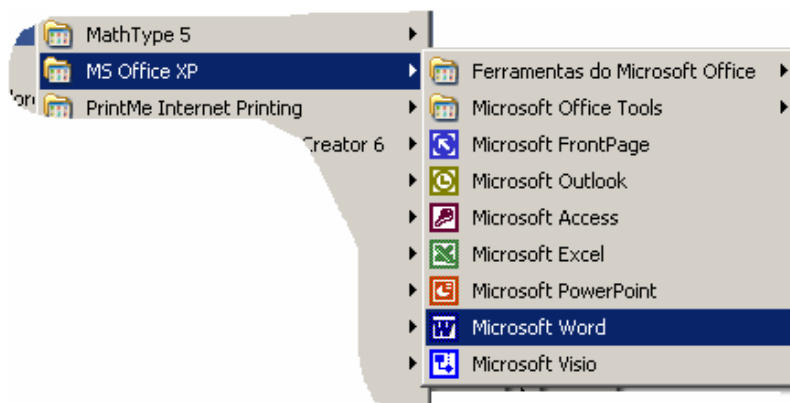 MathType 5
MS Office XP
PrintMe Internet Printing
Creator 6
Ferramentas do Microsoft Office
Microsoft Office Tools
Microsoft FrontPage
Microsoft Outlook
Microsoft Access
Microsoft Excel
Microsoft PowerPoint
Microsoft Word
Microsoft Visio